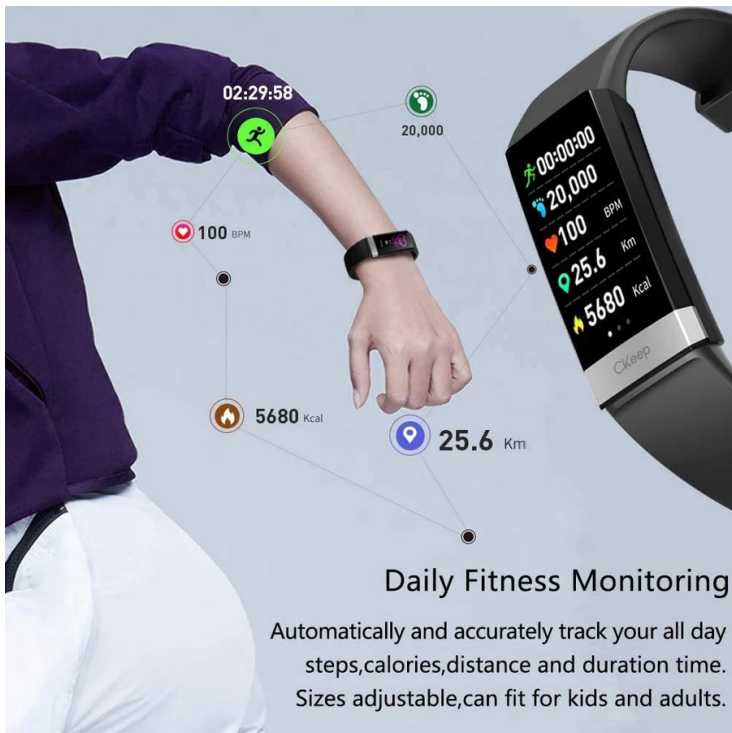 02:29:58
20,000
100 BPM
5680 Kcal
25.6 Km
00:00:00
20,000
100 BPM
25.6 Km
5680 Kcal
CKeep
Daily Fitness Monitoring
Automatically and accurately track your all day
steps,calories,distance and duration time.
Sizes adjustable,can fit for kids and adults.